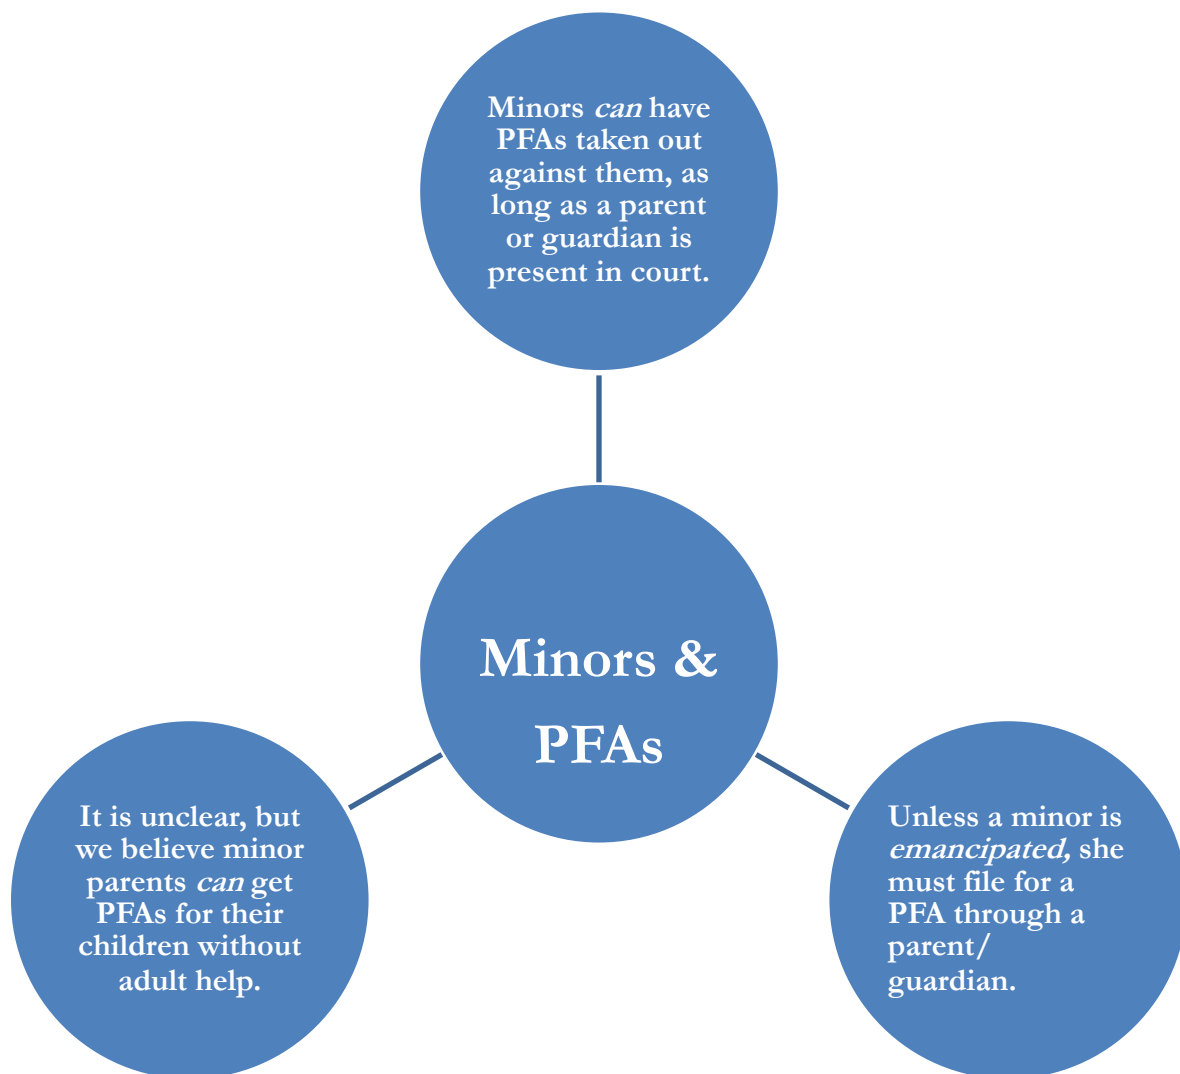 Minors can have
PFAs taken out
against them, as
long as a parent
or guardian is
present in court.
Minors &
PFAs
It is unclear, but
we believe minor
parents can get
PFAs for their
children without
adult help.
Unless a minor is
emancipated, she
must file for a
PFA through a
parent/
guardian.